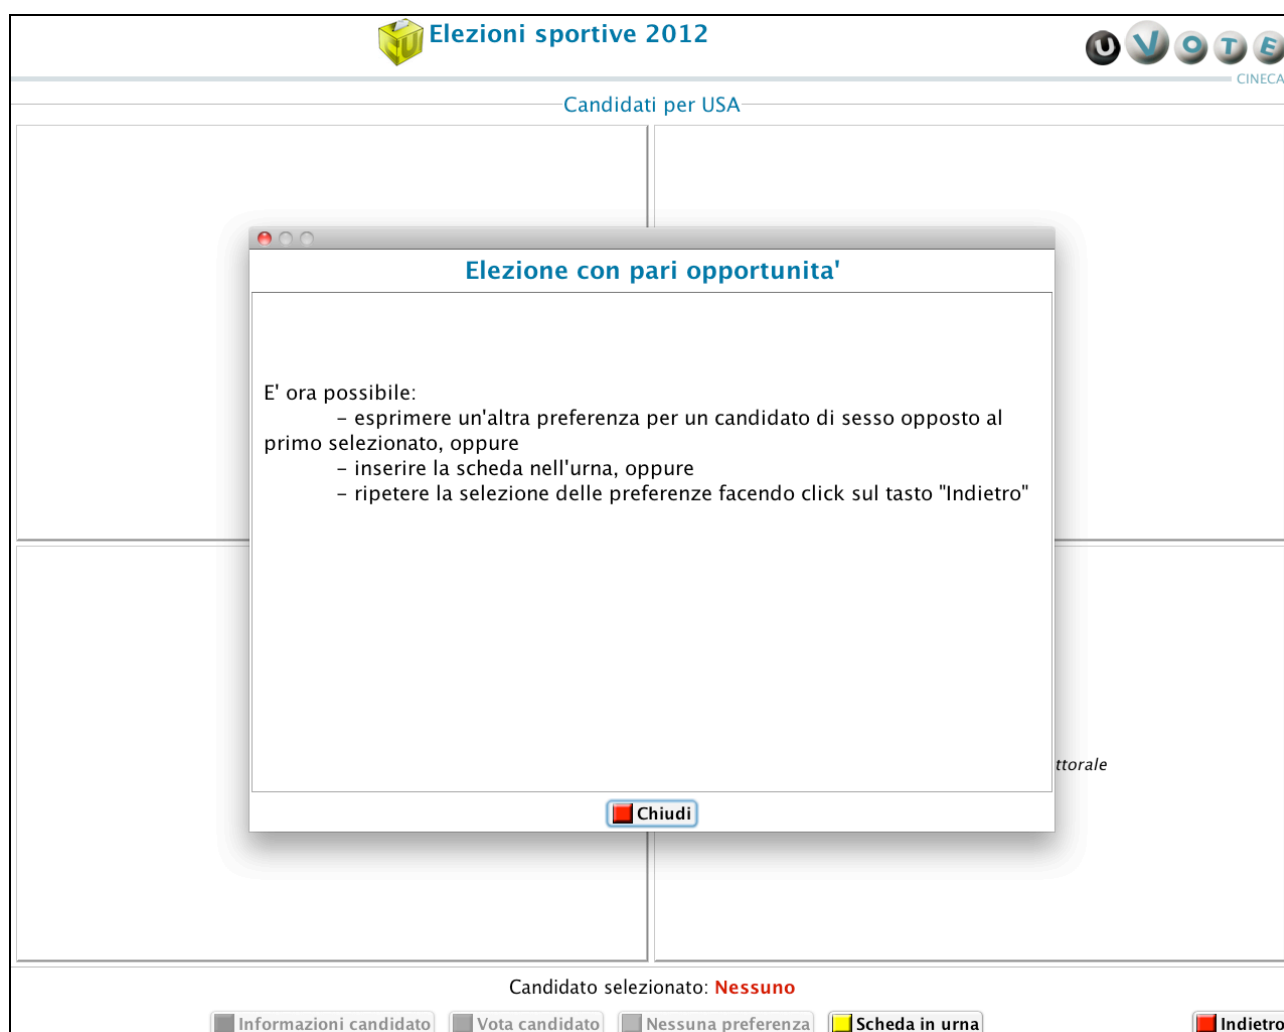 Elezioni sportive 2012
U VOTE
CINECA
Candidati per USA
Elezione con pari opportunita'
E' ora possibile:
– esprimere un'altra preferenza per un candidato di sesso opposto al
primo selezionato, oppure
– inserire la scheda nell'urna, oppure
– ripetere la selezione delle preferenze facendo click sul tasto "Indietro"
ttorale
Chiudi
Candidato selezionato: Nessuno
Informazioni candidato Vota candidato Nessuna preferenza Scheda in urna Indietro